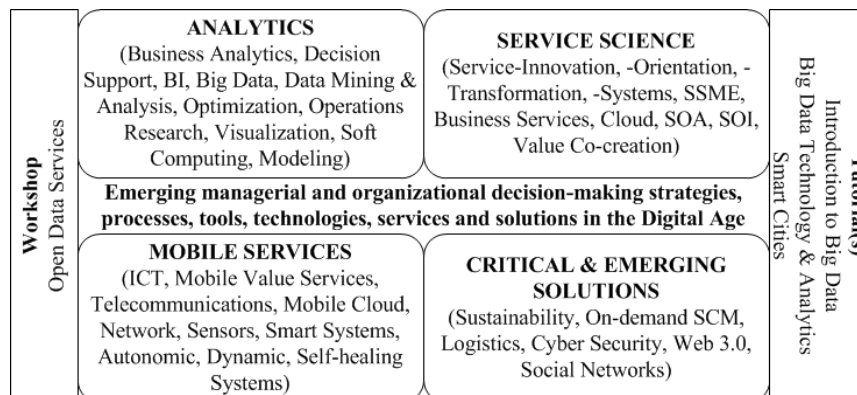 Workshop
Open Data Services
ANALYTICS
(Business Analytics, Decision
Support, BI, Big Data, Data Mining &
Analysis, Optimization, Operations
Research, Visualization, Soft
Computing, Modeling)
SERVICE SCIENCE
(Service-Innovation, -Orientation, -
Transformation, -Systems, SSME,
Business Services, Cloud, SOA, SOI,
Value Co-creation)
Emerging managerial and organizational decision-making strategies,
processes, tools, technologies, services and solutions in the Digital Age
MOBILE SERVICES
(ICT, Mobile Value Services,
Telecommunications, Mobile Cloud,
Network, Sensors, Smart Systems,
Autonomic, Dynamic, Self-healing
Systems)
CRITICAL & EMERGING
SOLUTIONS
(Sustainability, On-demand SCM,
Logistics, Cyber Security, Web 3.0,
Social Networks)
Tutorial(s)
Introduction to Big Data
Big Data Technology & Analytics
Smart Cities